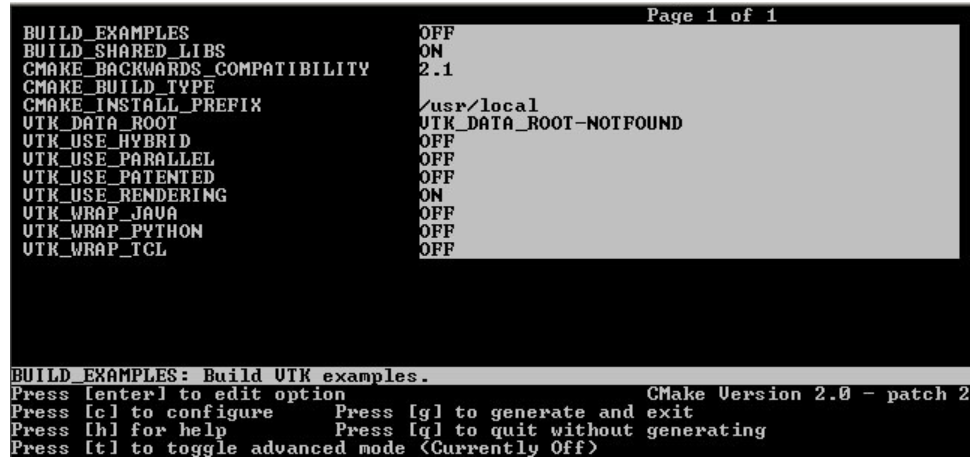 Page 1 of 1
BUILD_EXAMPLES OFF
BUILD_SHARED_LIBS ON
CMAKE_BACKWARDS_COMPATIBILITY 2.1
CMAKE_BUILD_TYPE
CMAKE_INSTALL_PREFIX /usr/local
VTK_DATA_ROOT VTK_DATA_ROOT-NOTFOUND
VTK_USE_HYBRID OFF
VTK_USE_PARALLEL OFF
VTK_USE_PATENTED OFF
VTK_USE_RENDERING ON
VTK_WRAP_JAVA OFF
VTK_WRAP_PYTHON OFF
VTK_WRAP_TCL OFF
BUILD_EXAMPLES: Build VTK examples.
Press [enter] to edit option CMake Version 2.0 - patch 2
Press [c] to configure Press [g] to generate and exit
Press [h] for help Press [q] to quit without generating
Press [t] to toggle advanced mode (Currently Off)